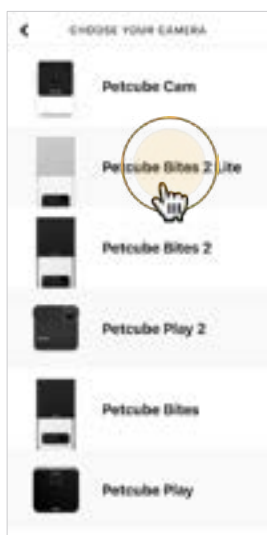 CHOOSE YOUR CAMERA
Petcube Cam
Petcube Bites 2 Lite
Petcube Bites 2
Petcube Play 2
Petcube Bites
Petcube Play